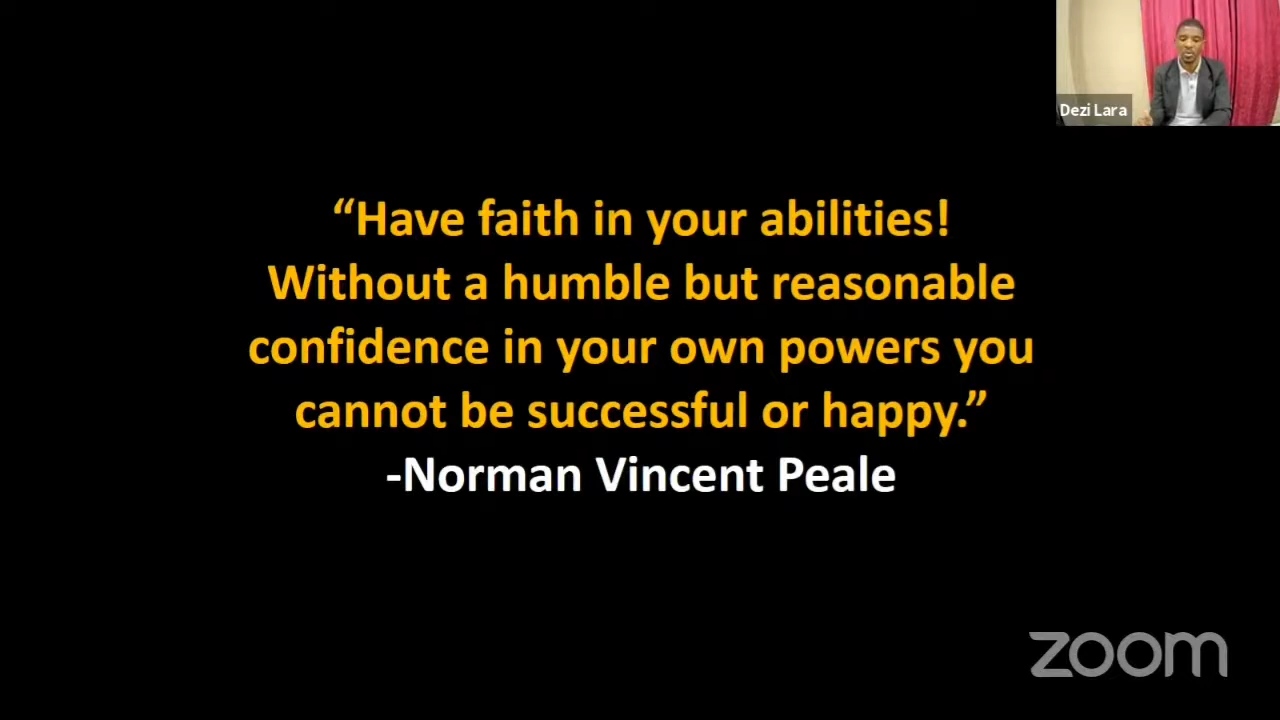 Dezi Lara
“Have faith in your abilities!
Without a humble but reasonable
confidence in your own powers you
cannot be successful or happy.”
-Norman Vincent Peale
zoom